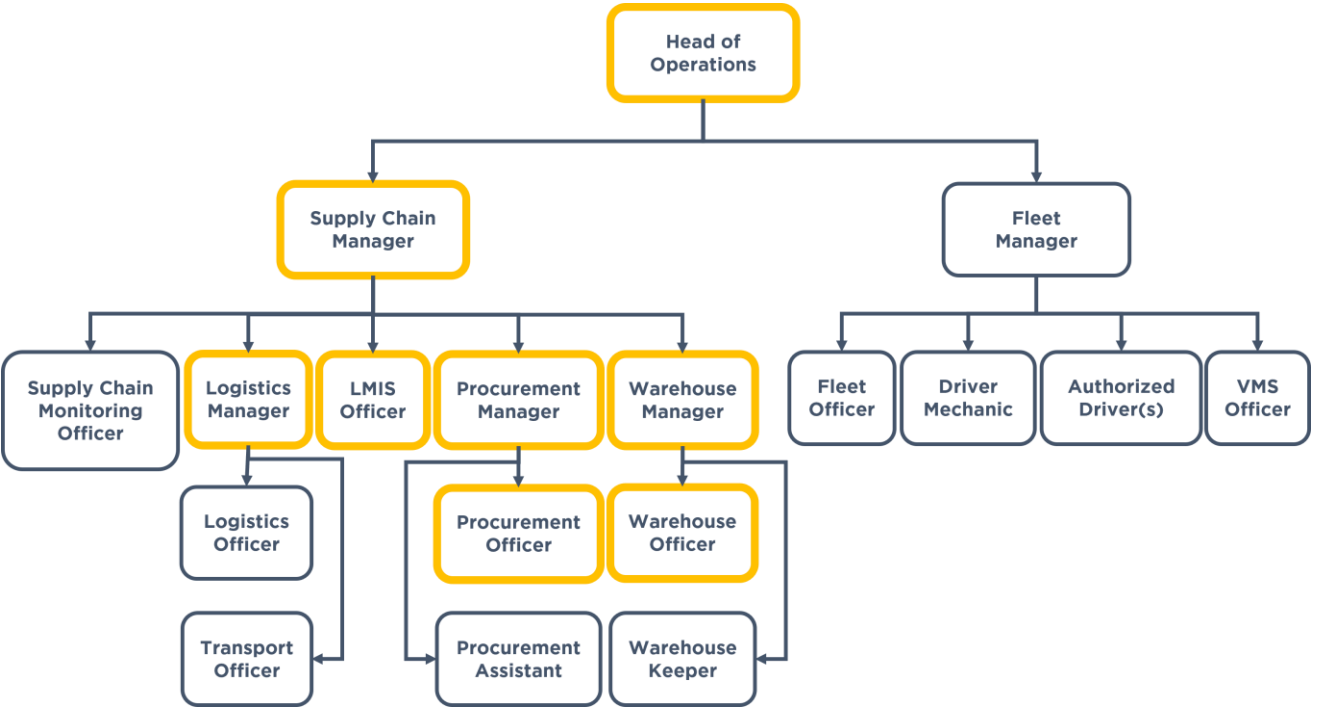 Head of
Operations
Supply Chain
Manager
Fleet
Manager
Supply Chain
Monitoring
Officer
Logistics
Manager
LMIS
Officer
Procurement
Manager
Warehouse
Manager
Fleet
Officer
Driver
Mechanic
Authorized
Driver(s)
VMS
Officer
Logistics
Officer
Procurement
Officer
Warehouse
Officer
Transport
Officer
Procurement
Assistant
Warehouse
Keeper